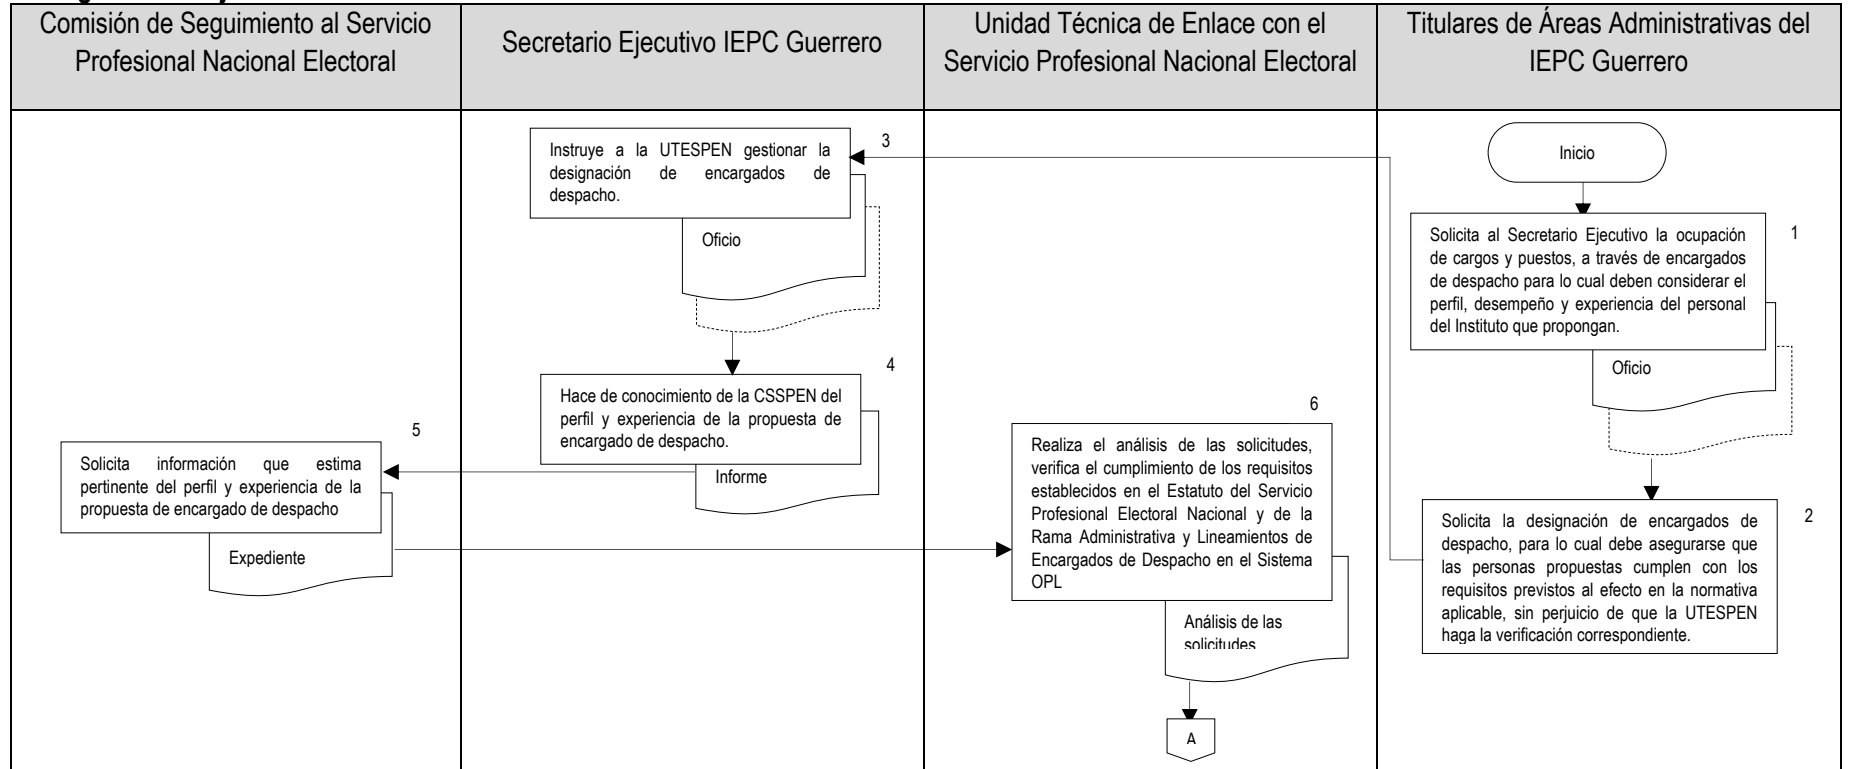 Comisión de Seguimiento al Servicio
Profesional Nacional Electoral
Secretario Ejecutivo IEPC Guerrero
Unidad Técnica de Enlace con el
Servicio Profesional Nacional Electoral
Titulares de Áreas Administrativas del
IEPC Guerrero
Inicio
1
Solicita al Secretario Ejecutivo la ocupación
de cargos y puestos, a través de encargados
de despacho para lo cual deben considerar el
perfil, desempeño y experiencia del personal
del Instituto que propongan.
Oficio
2
Solicita la designación de encargados de
despacho, para lo cual debe asegurarse que
las personas propuestas cumplen con los
requisitos previstos al efecto en la normativa
aplicable, sin perjuicio de que la UTESPEN
haga la verificación correspondiente.
3
Instruye a la UTESPEN gestionar la
designación de encargados de
despacho.
Oficio
4
Hace de conocimiento de la CSSPEN del
perfil y experiencia de la propuesta de
encargado de despacho.
Informe
5
Solicita información que estima
pertinente del perfil y experiencia de la
propuesta de encargado de despacho
Expediente
6
Realiza el análisis de las solicitudes,
verifica el cumplimiento de los requisitos
establecidos en el Estatuto del Servicio
Profesional Electoral Nacional y de la
Rama Administrativa y Lineamientos de
Encargados de Despacho en el Sistema
OPL
Análisis de las
solicitudes
A